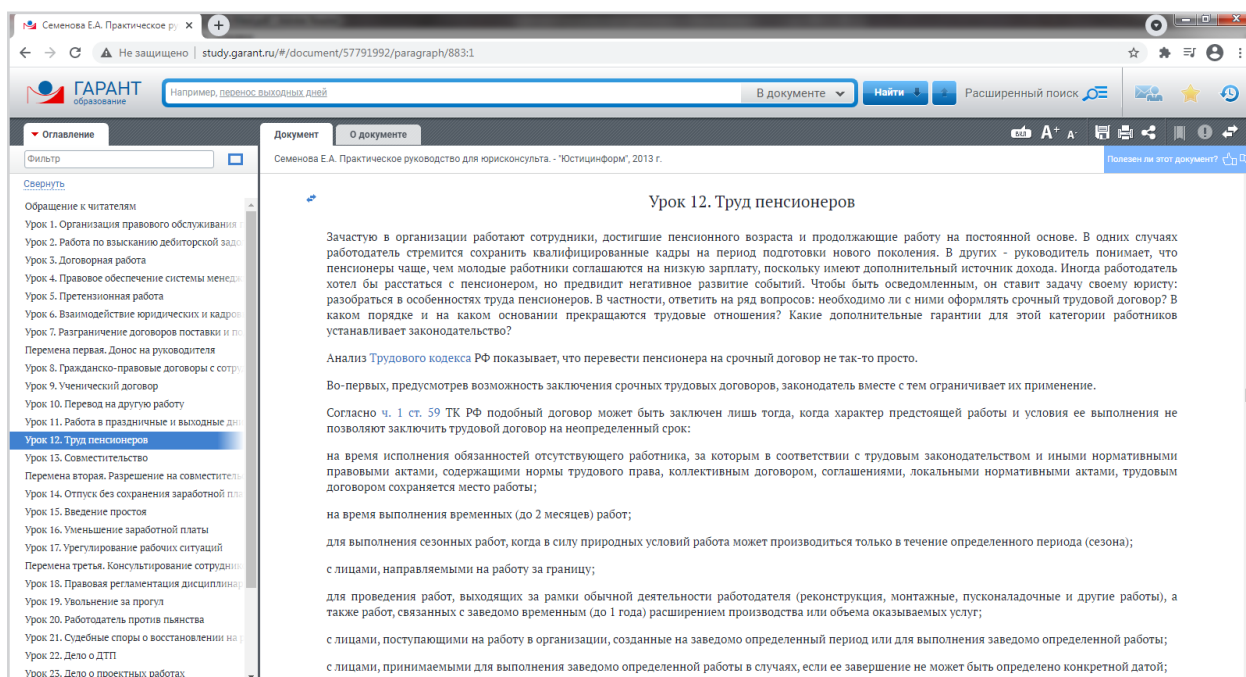 Семенова Е.А. Практическое ру
Не защищено | study.garant.ru/#/document/57791992/paragraph/883:1
ГАРАНТ
образование
Например, перенос выходных дней
В документе
Найти
Расширенный поиск
Оглавление
Документ
О документе
A+ A-
Фильтр
Семенова Е.А. Практическое руководство для юрисконсульта. - "Юстицинформ", 2013 г.
Полезен ли этот документ?
Свернуть
Обращение к читателям
Урок 1. Организация правового обслуживания
Урок 2. Работа по взысканию дебиторской задо
Урок 3. Договорная работа
Урок 4. Правовое обеспечение системы менедж
Урок 5. Претензионная работа
Урок 6. Взаимодействие юридических и кадров
Урок 7. Разграничение договоров поставки и по
Перемена первая. Донос на руководителя
Урок 8. Гражданско-правовые договоры с сотру
Урок 9. Ученический договор
Урок 10. Перевод на другую работу
Урок 11. Работа в праздничные и выходные дни
Урок 12. Труд пенсионеров
Урок 13. Совместительство
Перемена вторая. Разрешение на совместитель
Урок 14. Отпуск без сохранения заработной пла
Урок 15. Введение простоя
Урок 16. Уменьшение заработной платы
Урок 17. Урегулирование рабочих ситуаций
Перемена третья. Консультирование сотрудник
Урок 18. Правовая регламентация дисциплинар
Урок 19. Увольнение за прогул
Урок 20. Работодатель против пьянства
Урок 21. Судебные споры о восстановлении на р
Урок 22. Дело о ДТП
Урок 23. Дело о проектных работах
Урок 12. Труд пенсионеров
Зачастую в организации работают сотрудники, достигшие пенсионного возраста и продолжающие работу на постоянной основе. В одних случаях
работодатель стремится сохранить квалифицированные кадры на период подготовки нового поколения. В других - руководитель понимает, что
пенсионеры чаще, чем молодые работники соглашаются на низкую зарплату, поскольку имеют дополнительный источник дохода. Иногда работодатель
хотел бы расстаться с пенсионером, но предвидит негативное развитие событий. Чтобы быть осведомленным, он ставит задачу своему юристу:
разобраться в особенностях труда пенсионеров. В частности, ответить на ряд вопросов: необходимо ли с ними оформлять срочный трудовой договор? В
каком порядке и на каком основании прекращаются трудовые отношения? Какие дополнительные гарантии для этой категории работников
устанавливает законодательство?
Анализ Трудового кодекса РФ показывает, что перевести пенсионера на срочный договор не так-то просто.
Во-первых, предусмотрев возможность заключения срочных трудовых договоров, законодатель вместе с тем ограничивает их применение.
Согласно ч. 1 ст. 59 ТК РФ подобный договор может быть заключен лишь тогда, когда характер предстоящей работы и условия ее выполнения не
позволяют заключить трудовой договор на неопределенный срок:
на время исполнения обязанностей отсутствующего работника, за которым в соответствии с трудовым законодательством и иными нормативными
правовыми актами, содержащими нормы трудового права, коллективным договором, соглашениями, локальными нормативными актами, трудовым
договором сохраняется место работы;
на время выполнения временных (до 2 месяцев) работ;
для выполнения сезонных работ, когда в силу природных условий работа может производиться только в течение определенного периода (сезона);
с лицами, направляемыми на работу за границу;
для проведения работ, выходящих за рамки обычной деятельности работодателя (реконструкция, монтажные, пусконаладочные и другие работы), а
также работ, связанных с заведомо временным (до 1 года) расширением производства или объема оказываемых услуг;
с лицами, поступающими на работу в организации, созданные на заведомо определенный период или для выполнения заведомо определенной работы;
с лицами, принимаемыми для выполнения заведомо определенной работы в случаях, если ее завершение не может быть определено конкретной датой;